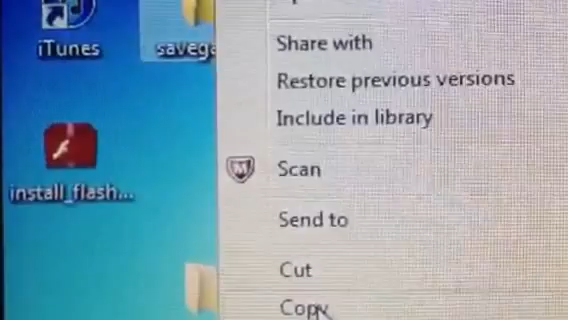 iTunes
saveg
install_flash...
Share with
Restore previous versions
Include in library
Scan
Send to
Cut
Copy